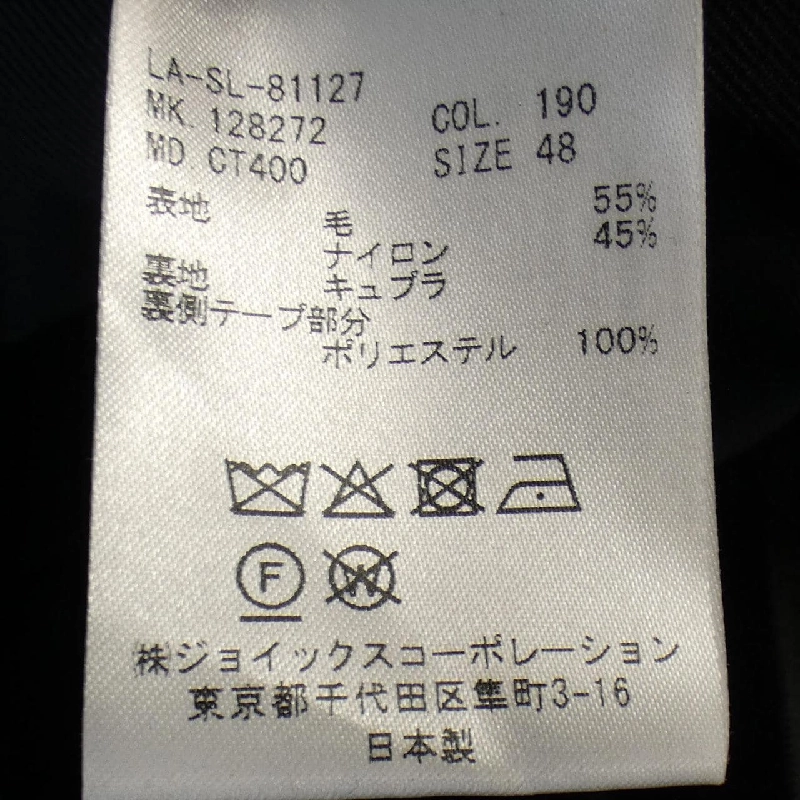 LA-SL-81127
MK. 128272 COL. 190
MD. CT400 SIZE 48
表地 毛 55%
ナイロン 45%
裏地 キュプラ
裏側テープ部分
ポリエステル 100%
F W
㈱ジョイックスコーポレーション
東京都千代田区隼町3-16
日本製